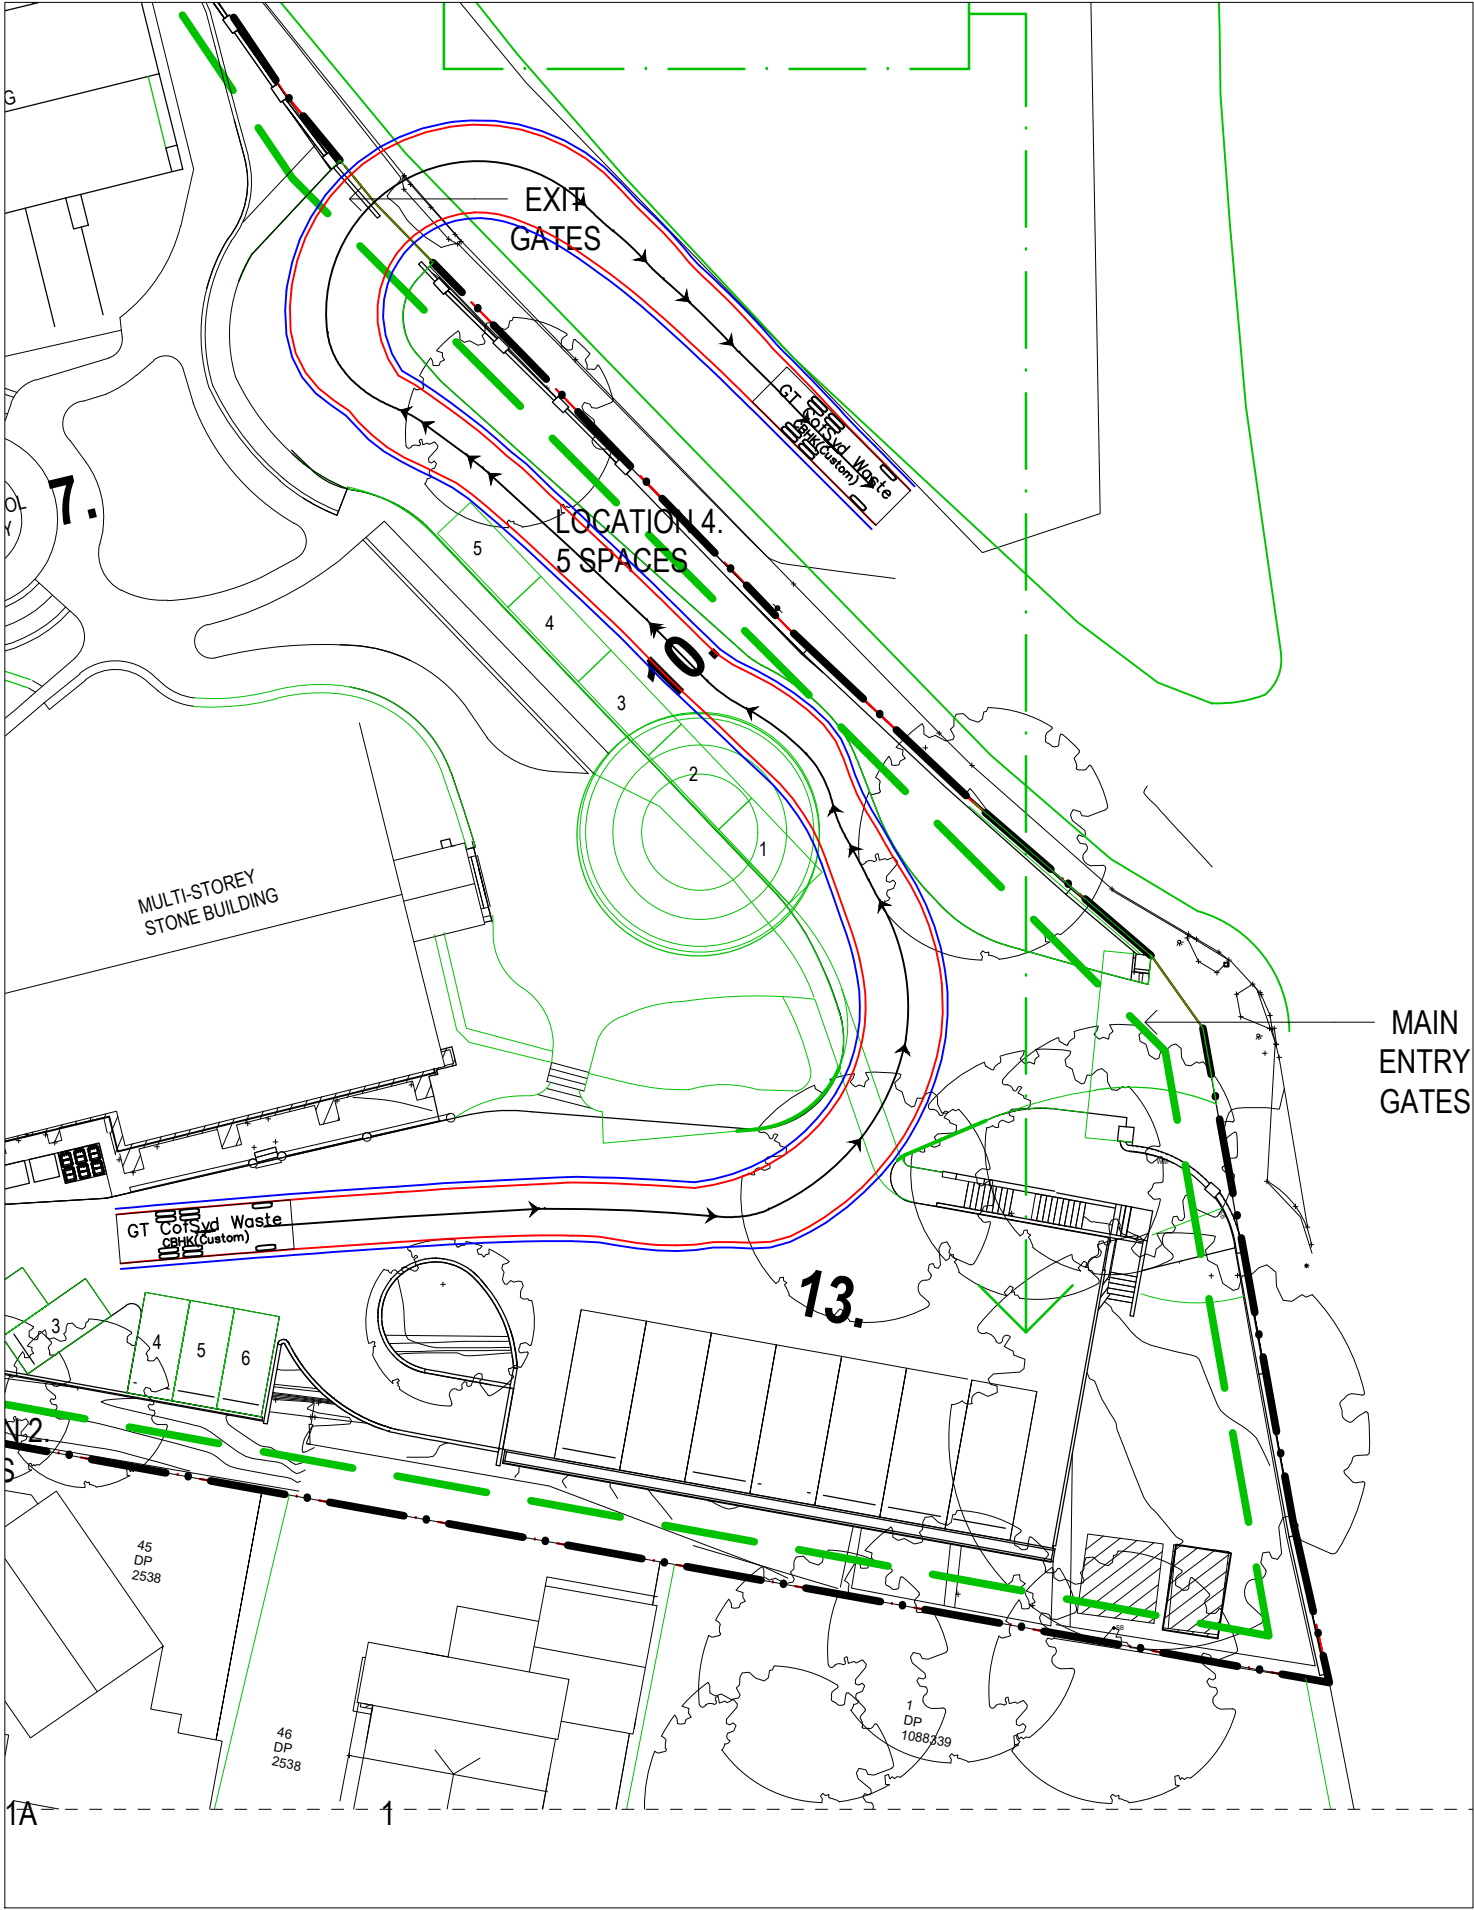 G
EXIT
GATES
GT CofSyd Waste
CBHK(Custom)
7.
OL
Y
LOCATION 4.
5 SPACES
5
4
3
2
1
10.
MULTI-STOREY
STONE BUILDING
MAIN
ENTRY
GATES
GT CofSyd Waste
CBHK(Custom)
13.
3
4
5
6
N 2.
S
45
DP
2538
46
DP
2538
1
DP
1088339
1A
1